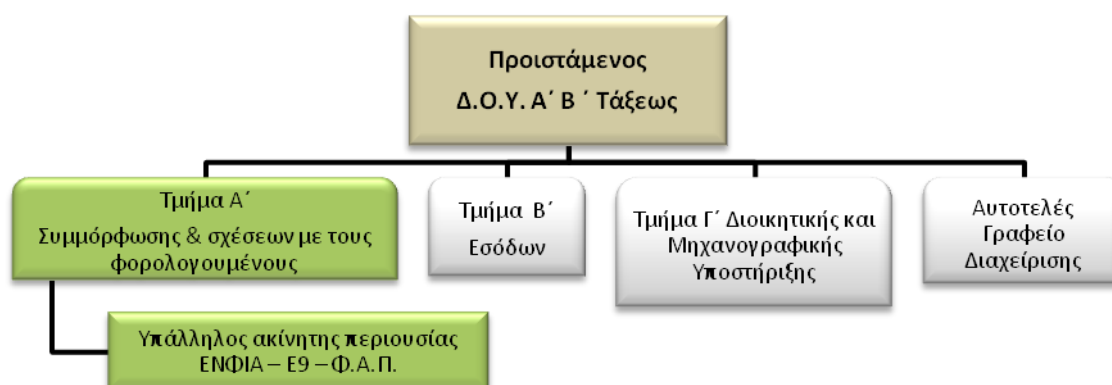 Προιστάμενος
Δ.Ο.Υ. Α΄ Β ΄ Τάξεως
Τμήμα Α΄
Συμμόρφωσης & σχέσεων με τους
φορολογουμένους
Τμήμα Β΄
Εσόδων
Τμήμα Γ΄ Διοικητικής και
Μηχανογραφικής
Υποστήριξης
Αυτοτελές
Γραφείο
Διαχείρισης
Υπάλληλος ακίνητης περιουσίας
ΕΝΦΙΑ – Ε9 – Φ.Α.Π.